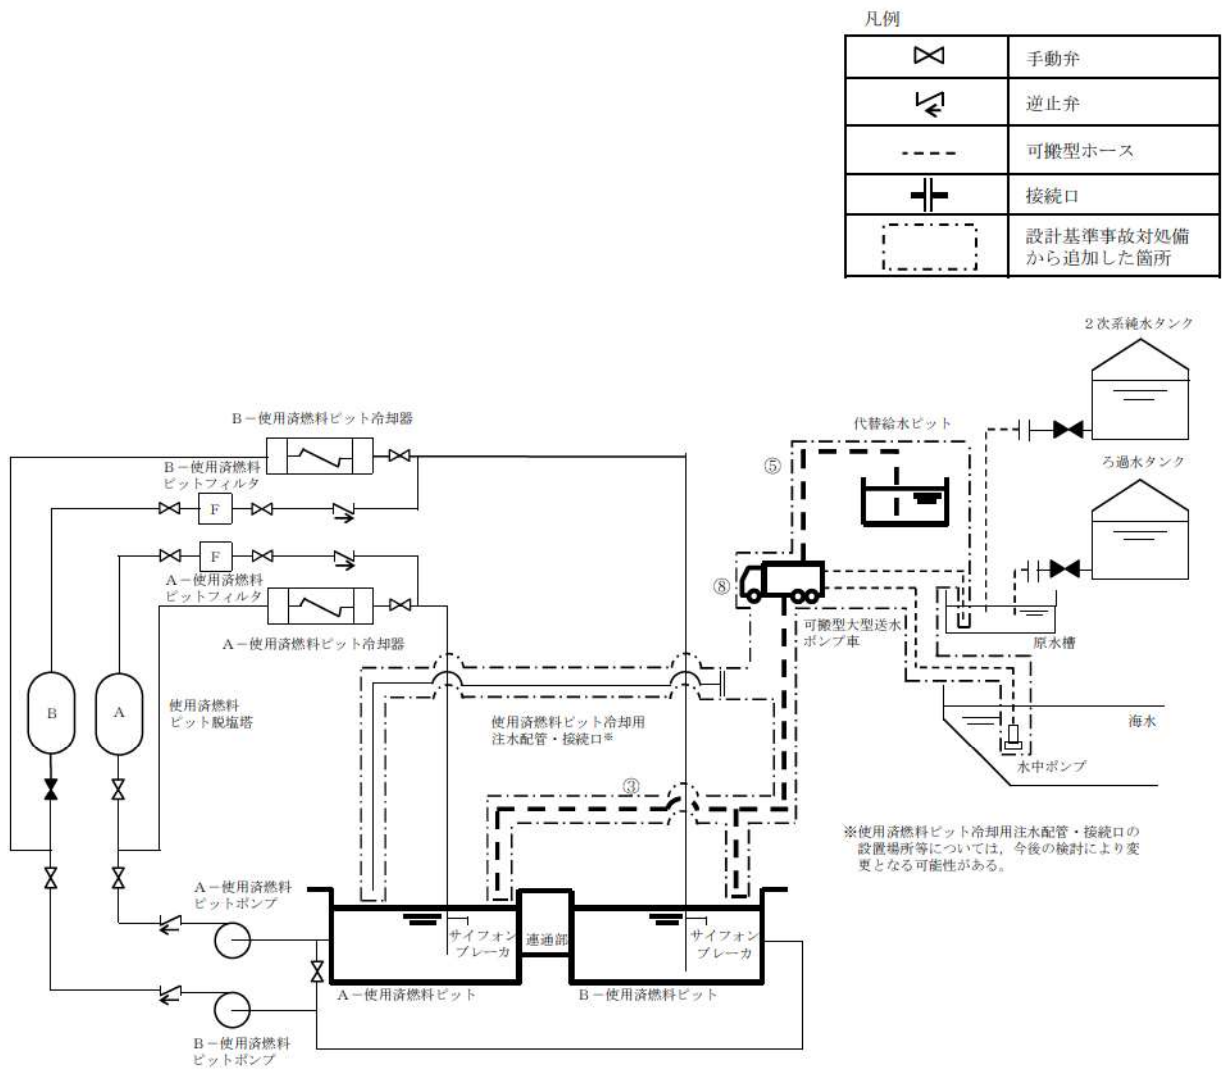 凡例
手動弁
逆止弁
可搬型ホース
接続口
設計基準事故対処備
から追加した箇所
2次系純水タンク
B-使用済燃料ピット冷却器
代替給水ピット
B-使用済燃料
ピットフィルタ
F
⑤
ろ過水タンク
F
A-使用済燃料
ピットフィルタ
⑧
A-使用済燃料ピット冷却器
可搬型大型送水
ポンプ車
原水槽
B
A
使用済燃料
ピット脱塩塔
使用済燃料ピット冷却用
注水配管・接続口※
海水
水中ポンプ
③
※使用済燃料ピット冷却用注水配管・接続口の
設置場所等については，今後の検討により変
更となる可能性がある。
A-使用済燃料
ピットポンプ
サイフォン
ブレーカ
連通部
サイフォン
ブレーカ
A-使用済燃料ピット
B-使用済燃料ピット
B-使用済燃料
ピットポンプ